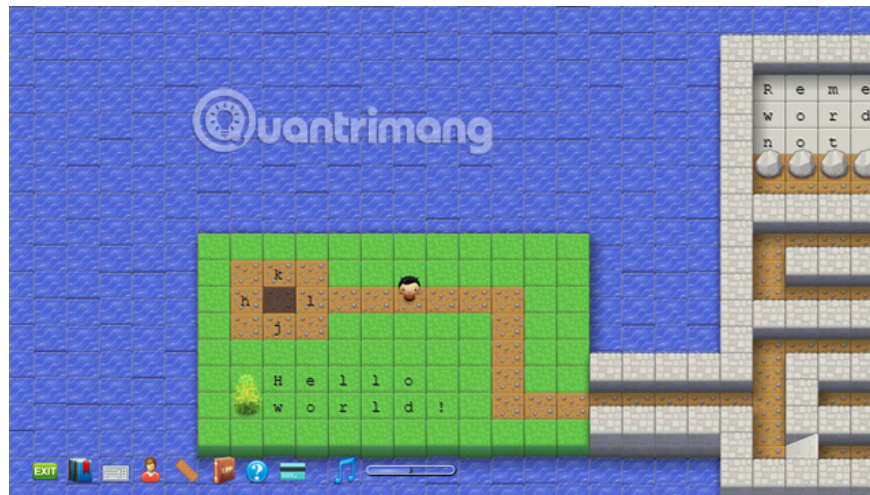 Quantrimang
R e m e
w o r d
n o t
k
h l
j
H e l l o
w o r l d !
EXIT